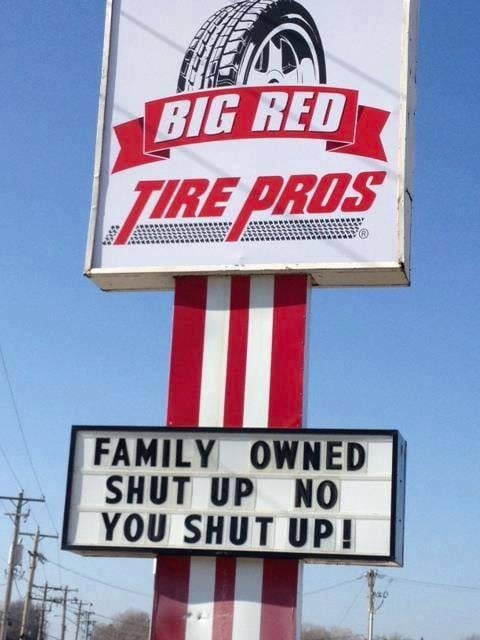 BIG RED
TIRE PROS
®
FAMILY OWNED
SHUT UP NO
YOU SHUT UP!